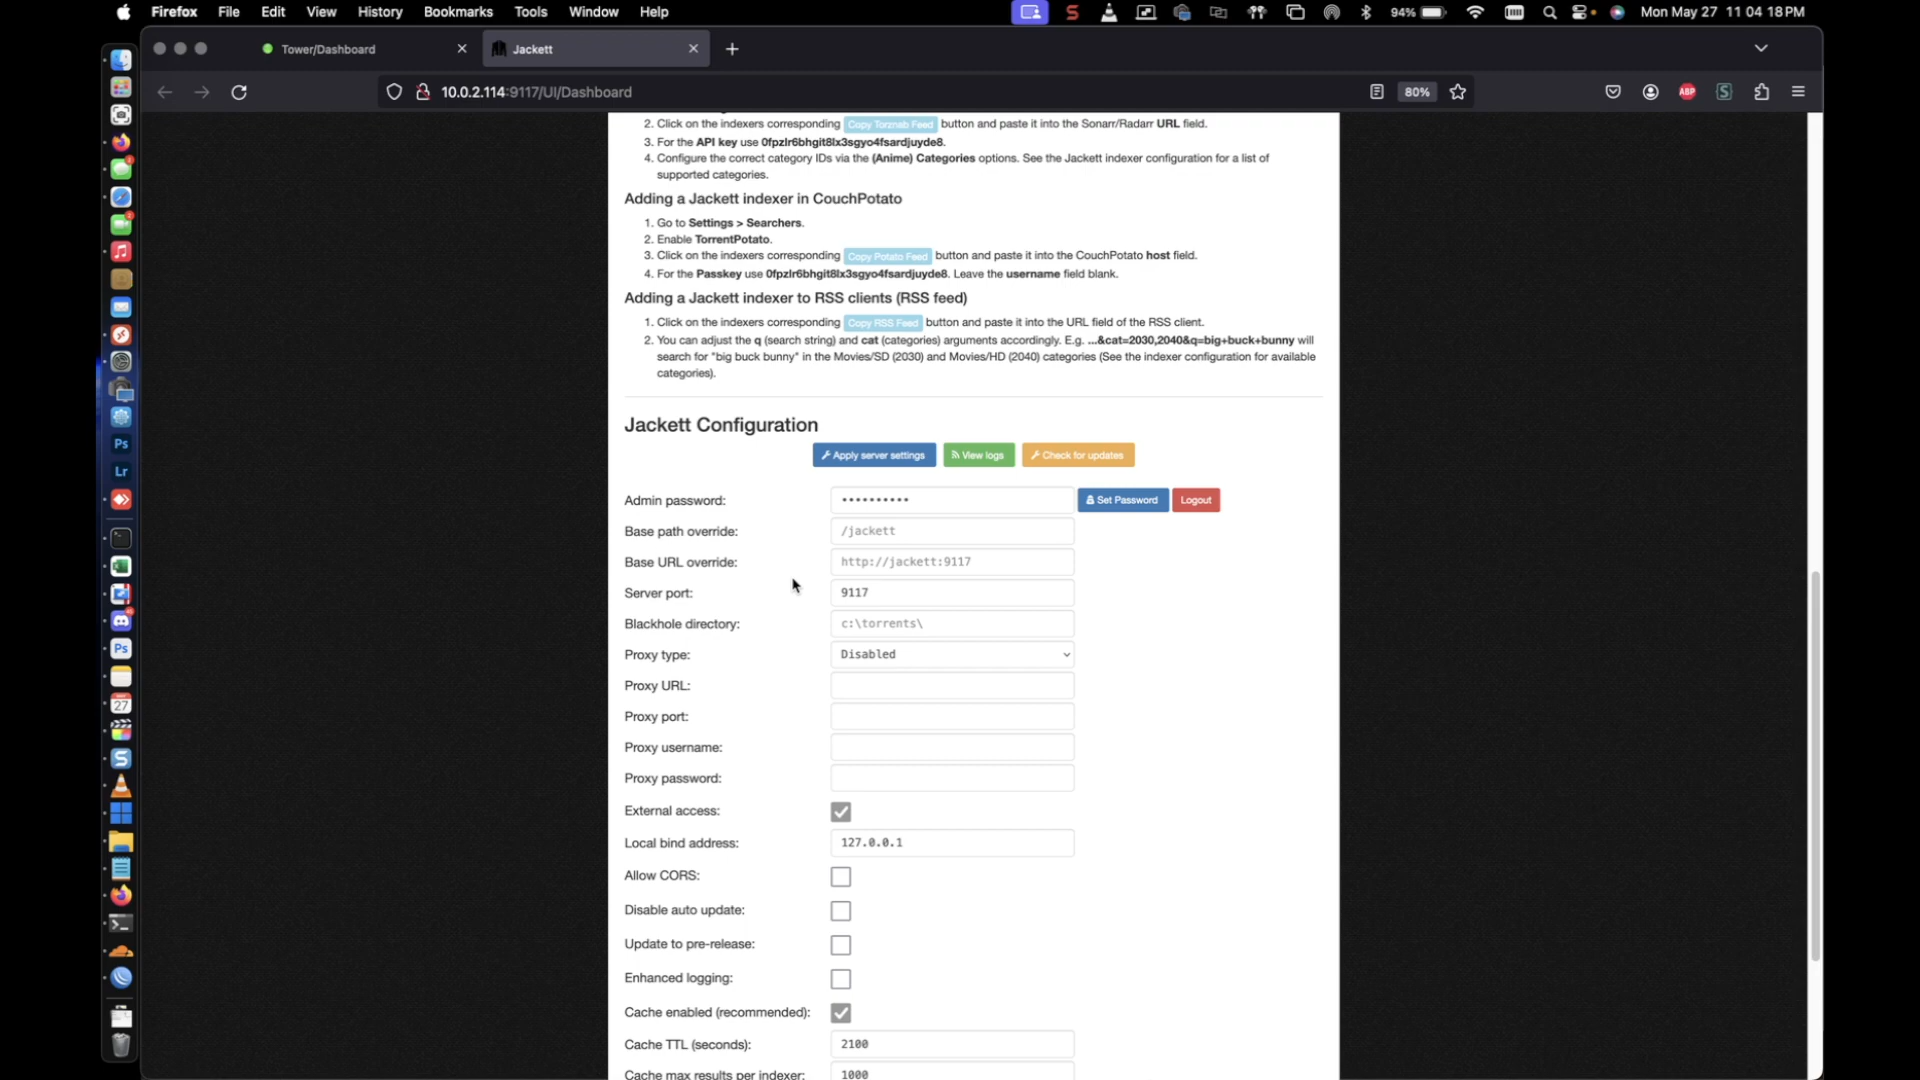 Firefox File Edit View History Bookmarks Tools Window Help 94% Mon May 27 11 04 18 PM
Tower/Dashboard Jackett
10.0.2.114:9117/UI/Dashboard 80% ABP
2. Click on the indexers corresponding Copy Torznab Feed button and paste it into the Sonarr/Radarr URL field.
3. For the API key use 0fpzlr6bhgit8lx3sgyo4fsardjuyde8.
4. Configure the correct category IDs via the (Anime) Categories options. See the Jackett indexer configuration for a list of
supported categories.
Adding a Jackett indexer in CouchPotato
1. Go to Settings > Searchers.
2. Enable TorrentPotato.
3. Click on the indexers corresponding Copy Potato Feed button and paste it into the CouchPotato host field.
4. For the Passkey use 0fpzlr6bhgit8lx3sgyo4fsardjuyde8. Leave the username field blank.
Adding a Jackett indexer to RSS clients (RSS feed)
1. Click on the indexers corresponding Copy RSS Feed button and paste it into the URL field of the RSS client.
2. You can adjust the q (search string) and cat (categories) arguments accordingly. E.g. ...&cat=2030,2040&q=big+buck+bunny will
search for "big buck bunny" in the Movies/SD (2030) and Movies/HD (2040) categories (See the indexer configuration for available
categories).
Jackett Configuration
Apply server settings View logs Check for updates
Admin password: •••••••••• Set Password Logout
Base path override: /jackett
Base URL override: http://jackett:9117
Server port: 9117
Blackhole directory: c:\torrents\
Proxy type: Disabled
Proxy URL:
Proxy port:
Proxy username:
Proxy password:
External access:
Local bind address: 127.0.0.1
Allow CORS:
Disable auto update:
Update to pre-release:
Enhanced logging:
Cache enabled (recommended):
Cache TTL (seconds): 2100
Cache max results per indexer: 1000
Ps
Lr
Ps
27